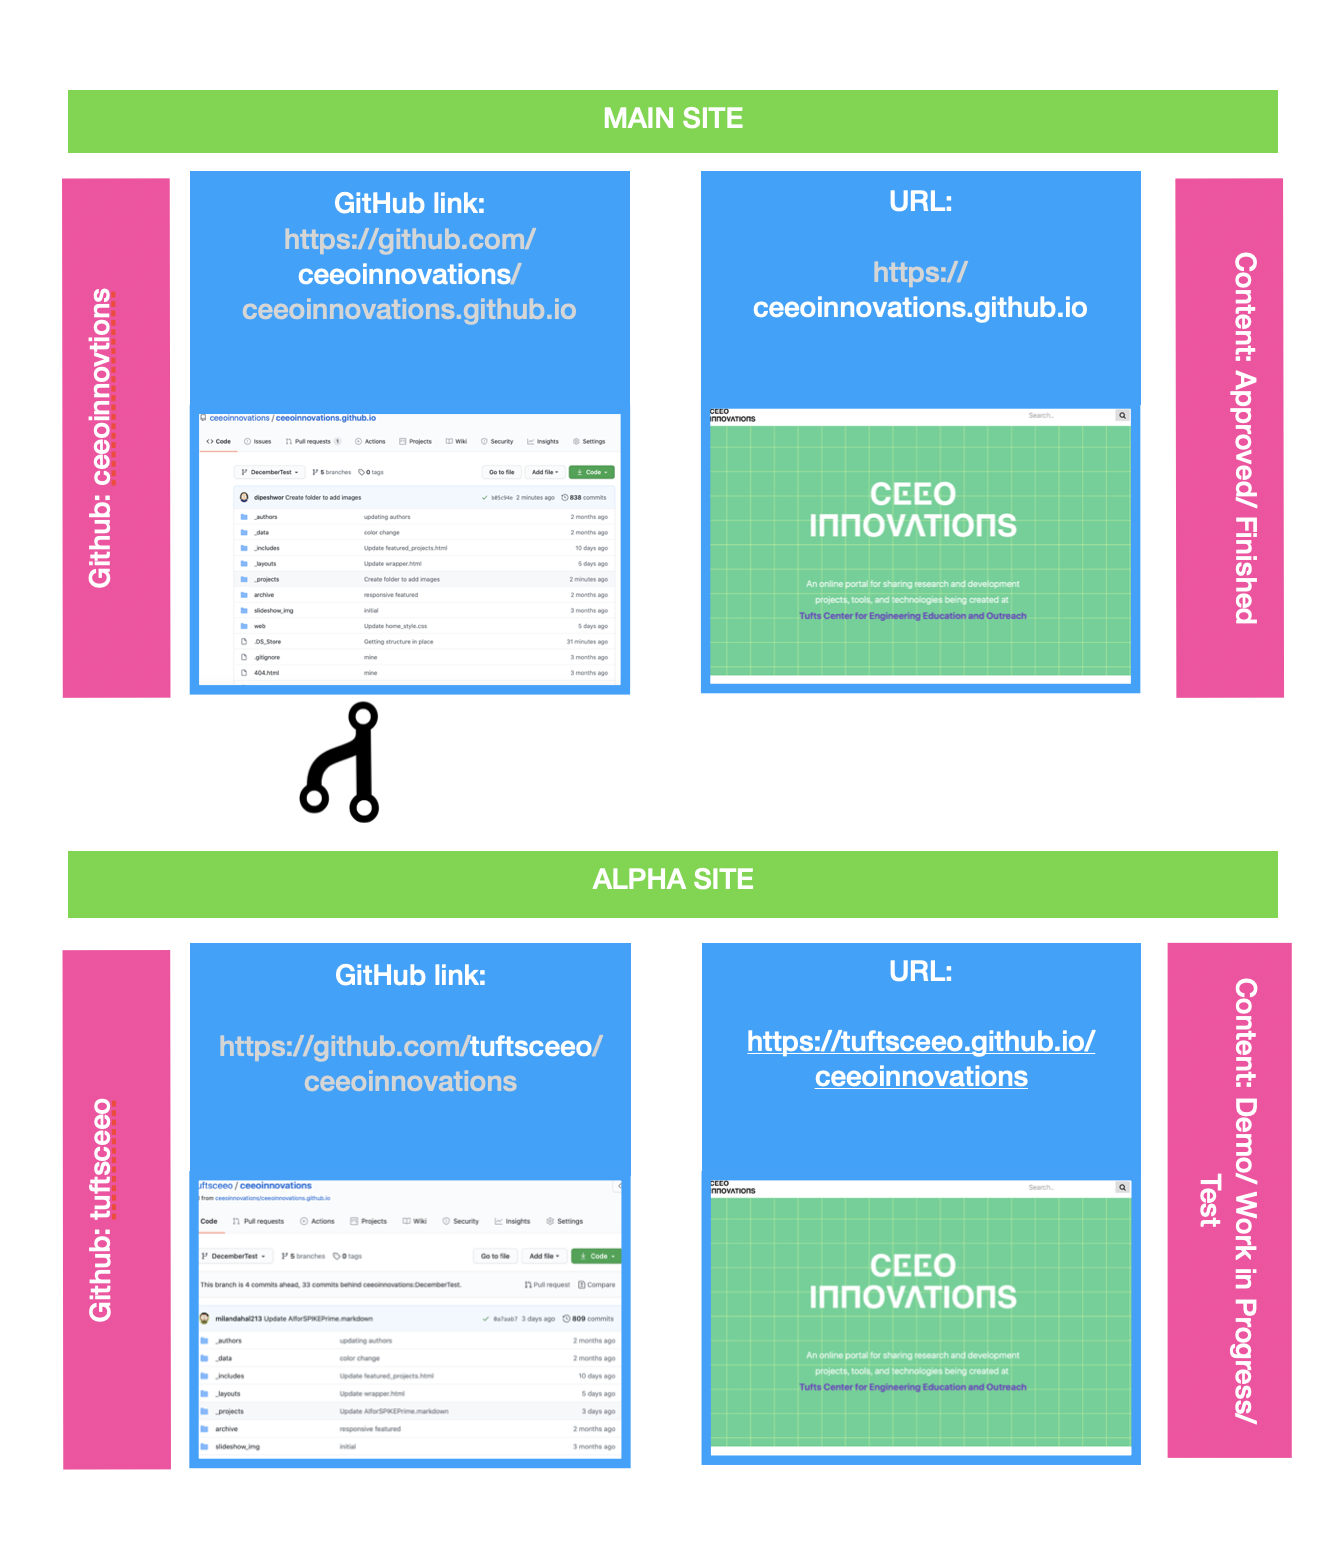 MAIN SITE
Github: ceeoinnovtions
GitHub link:
https://github.com/
ceeoinnovations/
ceeoinnovations.github.io
ceeoinnovations / ceeoinnovations.github.io
Code Issues Pull requests 1 Actions Projects Wiki Security Insights Settings
DecemberTest 5 branches 0 tags Go to file Add file Code
dipeshwor Create folder to add images b05c94e 2 minutes ago 838 commits
_authors updating authors 2 months ago
_data color change 2 months ago
_includes Update featured_projects.html 10 days ago
_layouts Update wrapper.html 5 days ago
_projects Create folder to add images 2 minutes ago
archive responsive featured 2 months ago
slideshow_img initial 3 months ago
web Update home_style.css 5 days ago
.DS_Store Getting structure in place 31 minutes ago
.gitignore mine 3 months ago
404.html mine 3 months ago
URL:
https://
ceeoinnovations.github.io
CEEO
INNOVATIONS
Search..
CEEO
INNOVATIONS
An online portal for sharing research and development
projects, tools, and technologies being created at
Tufts Center for Engineering Education and Outreach
Content: Approved/ Finished
ALPHA SITE
Github: tuftsceeo
GitHub link:
https://github.com/tuftsceeo/
ceeoinnovations
uftsceeo / ceeoinnovations
d from ceeoinnovations/ceeoinnovations.github.io
Code Pull requests Actions Projects Wiki Security Insights Settings
DecemberTest 5 branches 0 tags Go to file Add file Code
This branch is 4 commits ahead, 33 commits behind ceeoinnovations:DecemberTest. Pull request Compare
milandahal213 Update AIforSPIKEPrime.markdown 0a7aab7 3 days ago 809 commits
_authors updating authors 2 months ago
_data color change 2 months ago
_includes Update featured_projects.html 10 days ago
_layouts Update wrapper.html 5 days ago
_projects Update AIforSPIKEPrime.markdown 3 days ago
archive responsive featured 2 months ago
slideshow_img initial 3 months ago
URL:
https://tuftsceeo.github.io/
ceeoinnovations
CEEO
INNOVATIONS
Search..
CEEO
INNOVATIONS
An online portal for sharing research and development
projects, tools, and technologies being created at
Tufts Center for Engineering Education and Outreach
Content: Demo/ Work in Progress/
Test